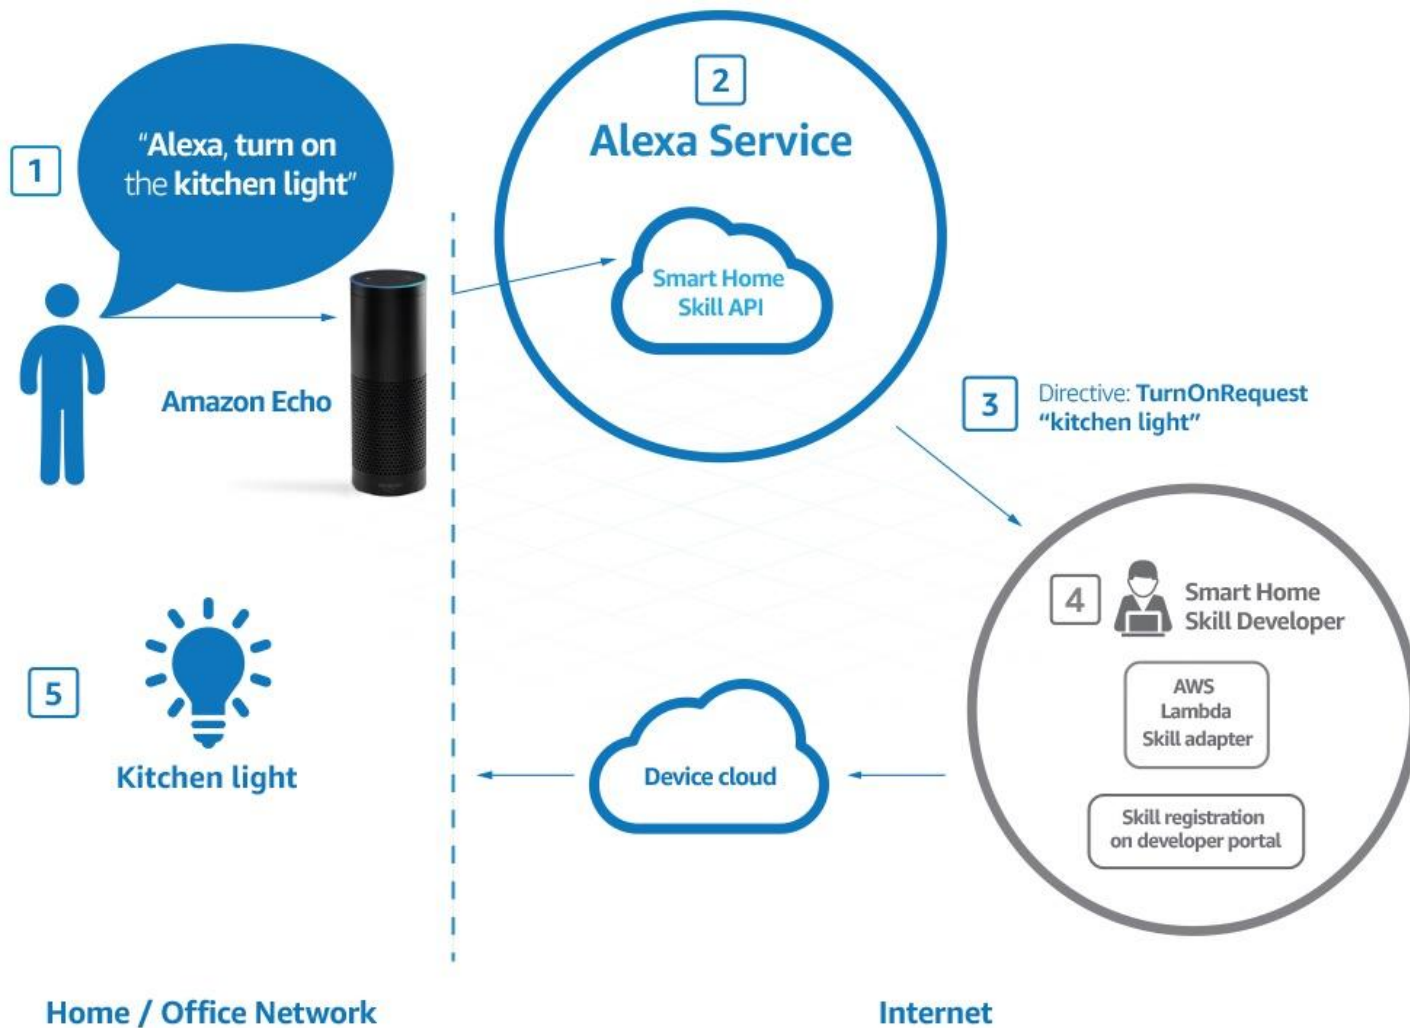 1
“Alexa, turn on
the kitchen light”
Amazon Echo
2
Alexa Service
Smart Home
Skill API
3
Directive: TurnOnRequest
“kitchen light”
4
Smart Home
Skill Developer
AWS
Lambda
Skill adapter
Skill registration
on developer portal
Device cloud
5
Kitchen light
Home / Office Network
Internet